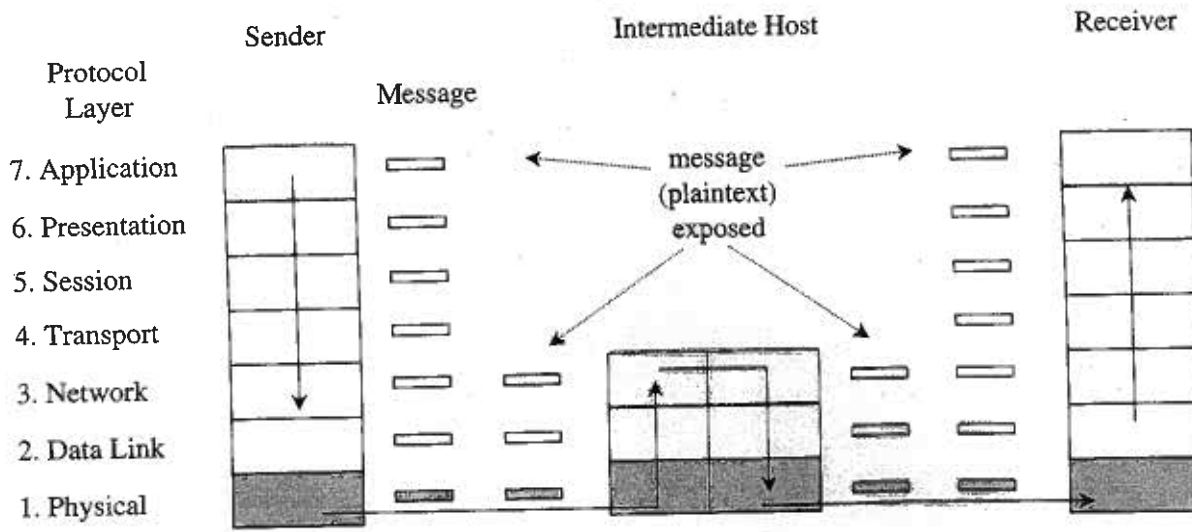 Sender
Intermediate Host
Receiver
Protocol
Layer
Message
7. Application
6. Presentation
5. Session
4. Transport
3. Network
2. Data Link
1. Physical
message
(plaintext)
exposed